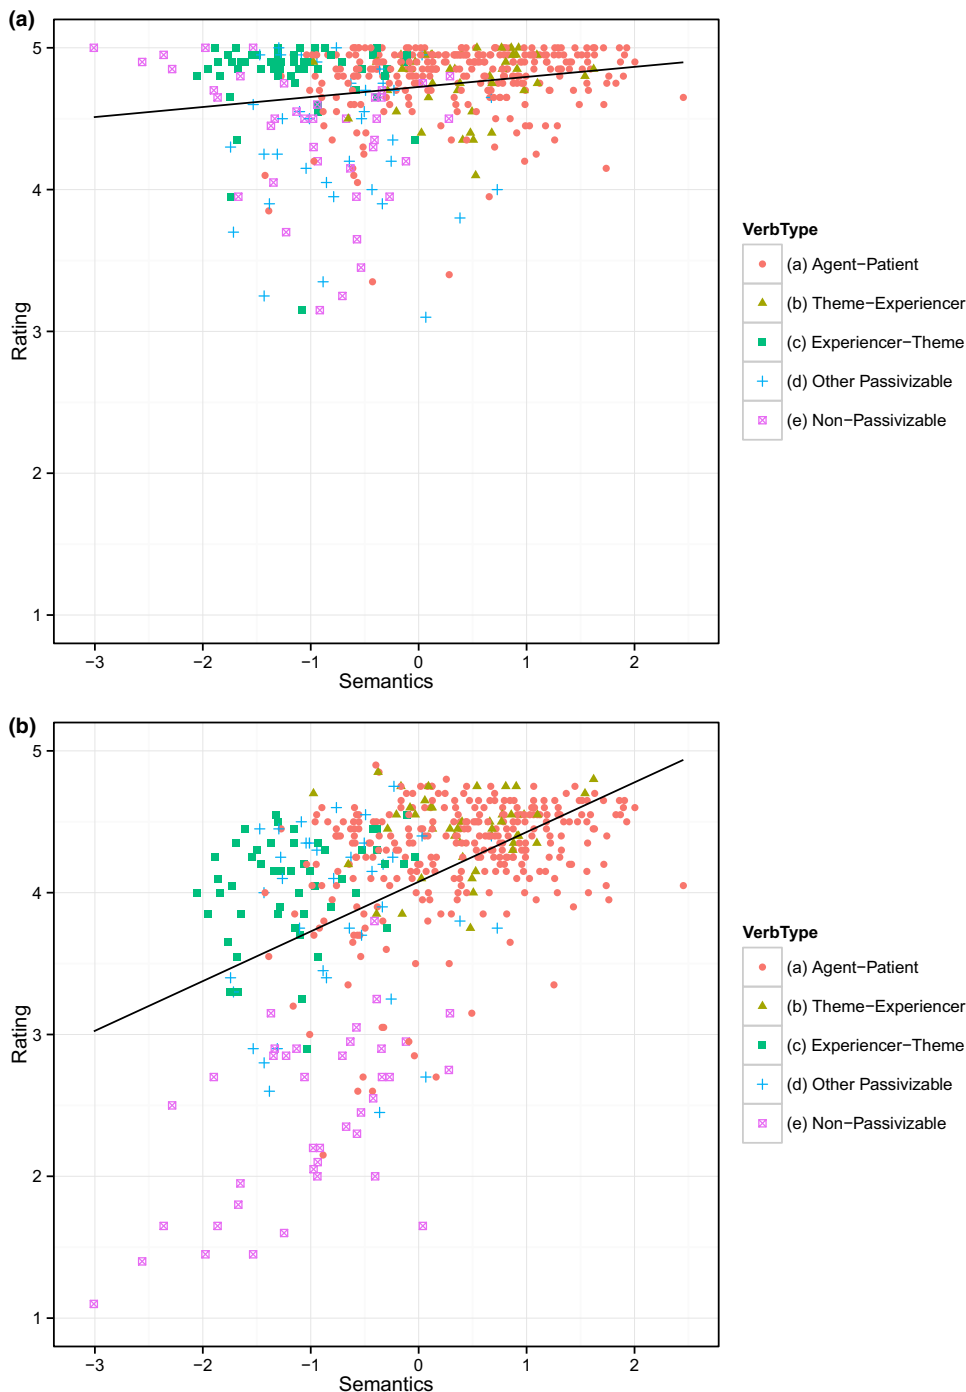 (a)
5
4
3
2
1
Rating
−3 −2 −1 0 1 2
Semantics
VerbType
(a) Agent−Patient
(b) Theme−Experiencer
(c) Experiencer−Theme
(d) Other Passivizable
(e) Non−Passivizable
(b)
5
4
3
2
1
Rating
−3 −2 −1 0 1 2
Semantics
VerbType
(a) Agent−Patient
(b) Theme−Experiencer
(c) Experiencer−Theme
(d) Other Passivizable
(e) Non−Passivizable